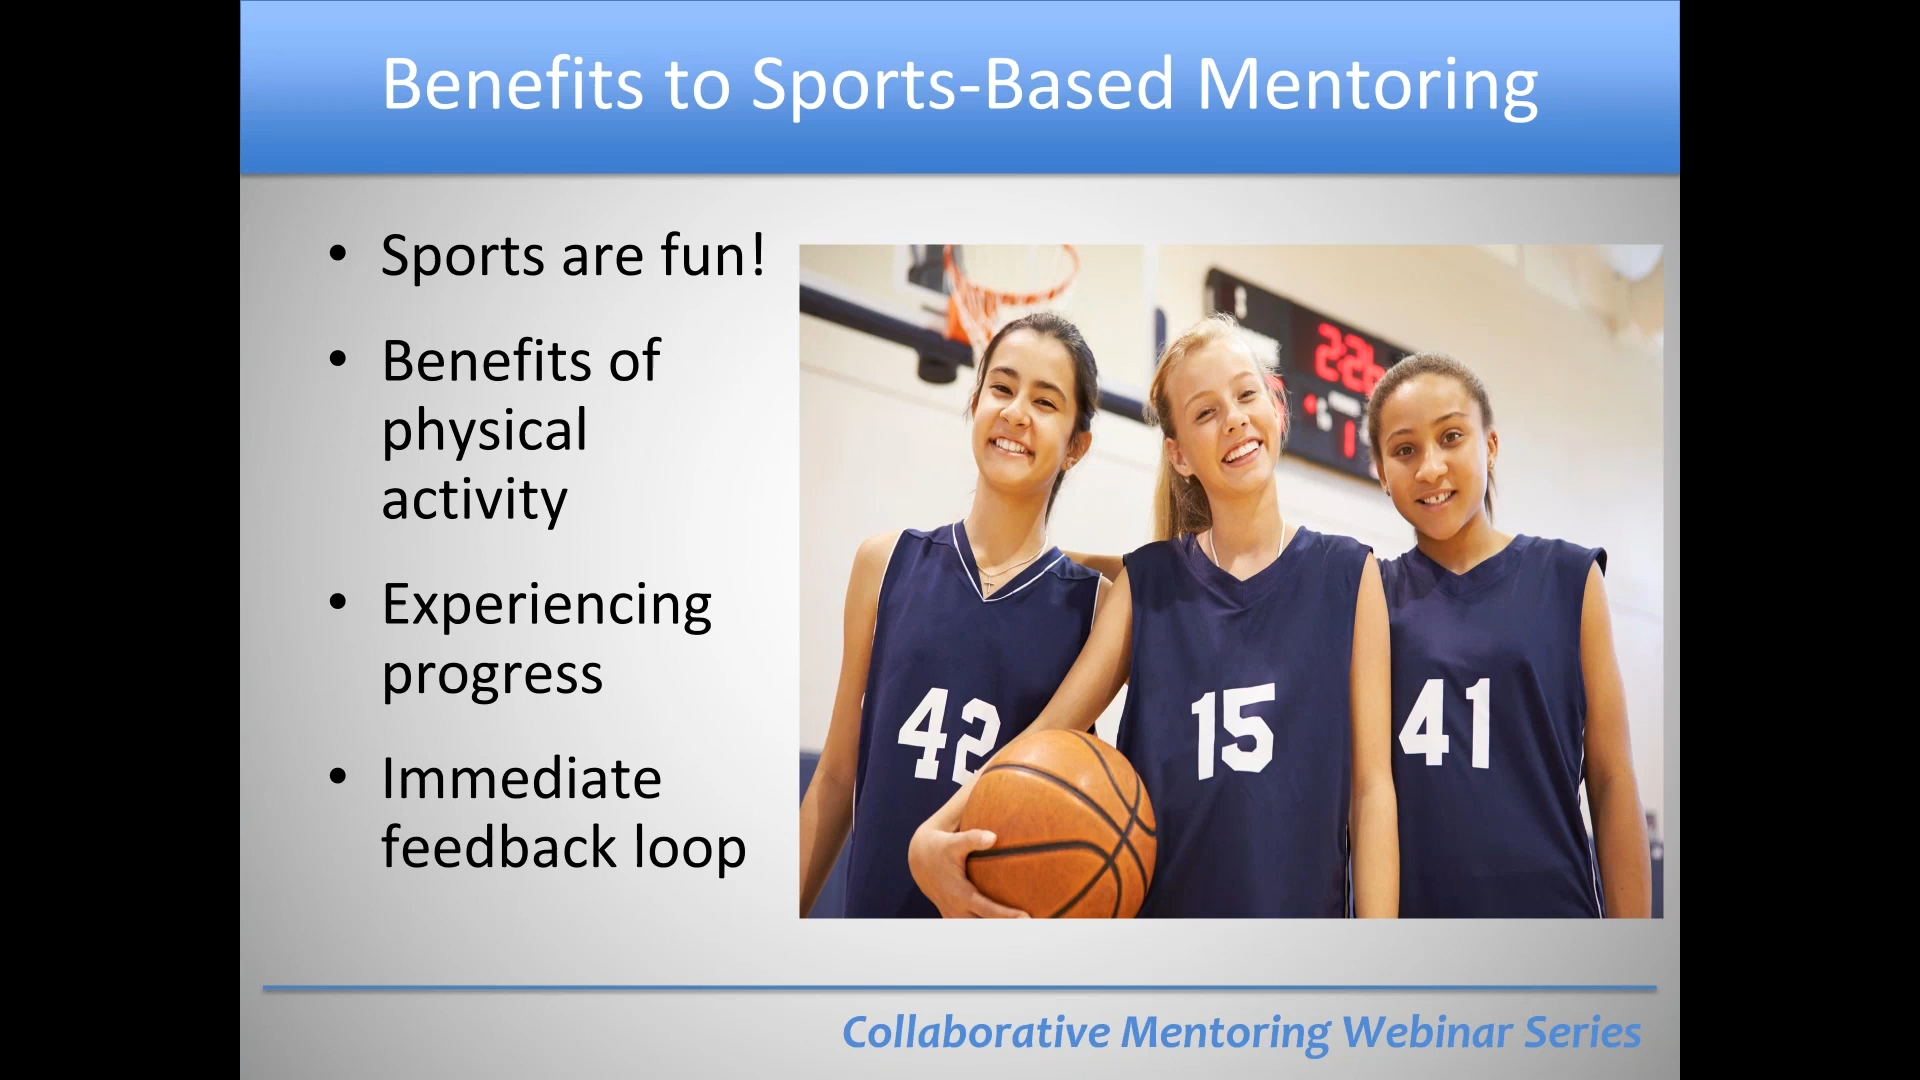 Benefits to Sports-Based Mentoring
• Sports are fun!
• Benefits of
physical
activity
• Experiencing
progress
• Immediate
feedback loop
42
15
41
Collaborative Mentoring Webinar Series